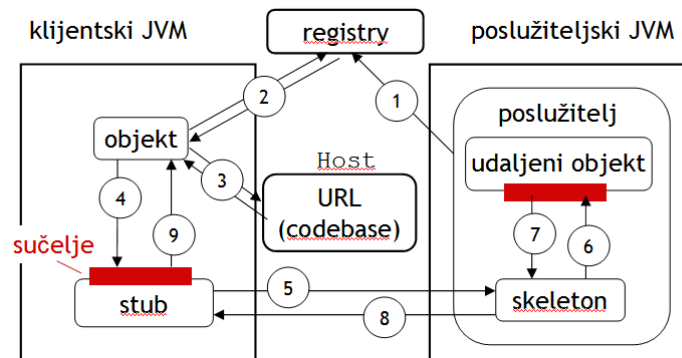 klijentski JVM
registry
poslužiteljski JVM
2
1
poslužitelj
objekt
udaljeni objekt
Host
3
URL
(codebase)
4
9
7
6
sučelje
5
stub
skeleton
8